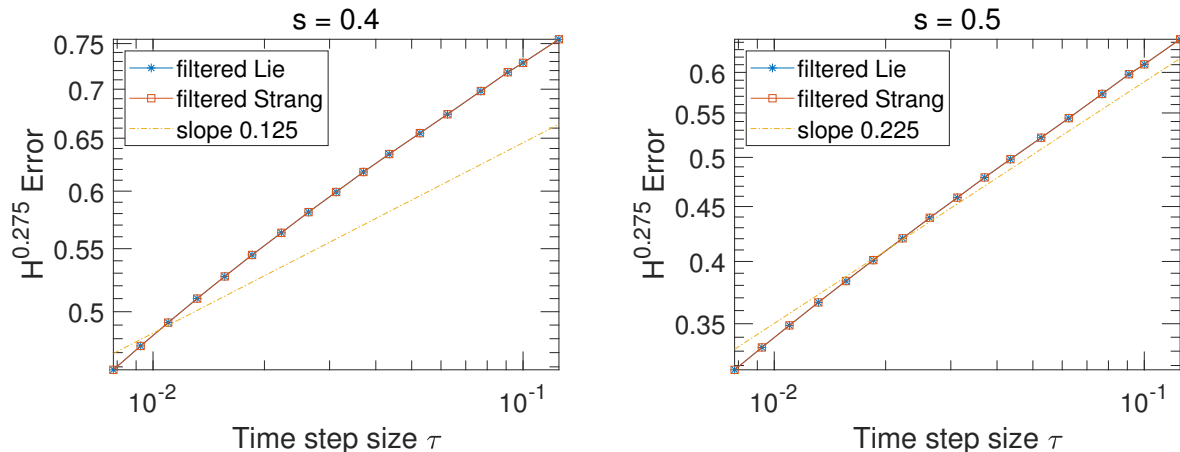 s = 0.4
0.75
0.7
0.65
0.6
0.55
0.5
H^0.275 Error
filtered Lie
filtered Strang
slope 0.125
10^-2
10^-1
Time step size τ
s = 0.5
0.6
0.55
0.5
0.45
0.4
0.35
H^0.275 Error
filtered Lie
filtered Strang
slope 0.225
10^-2
10^-1
Time step size τ